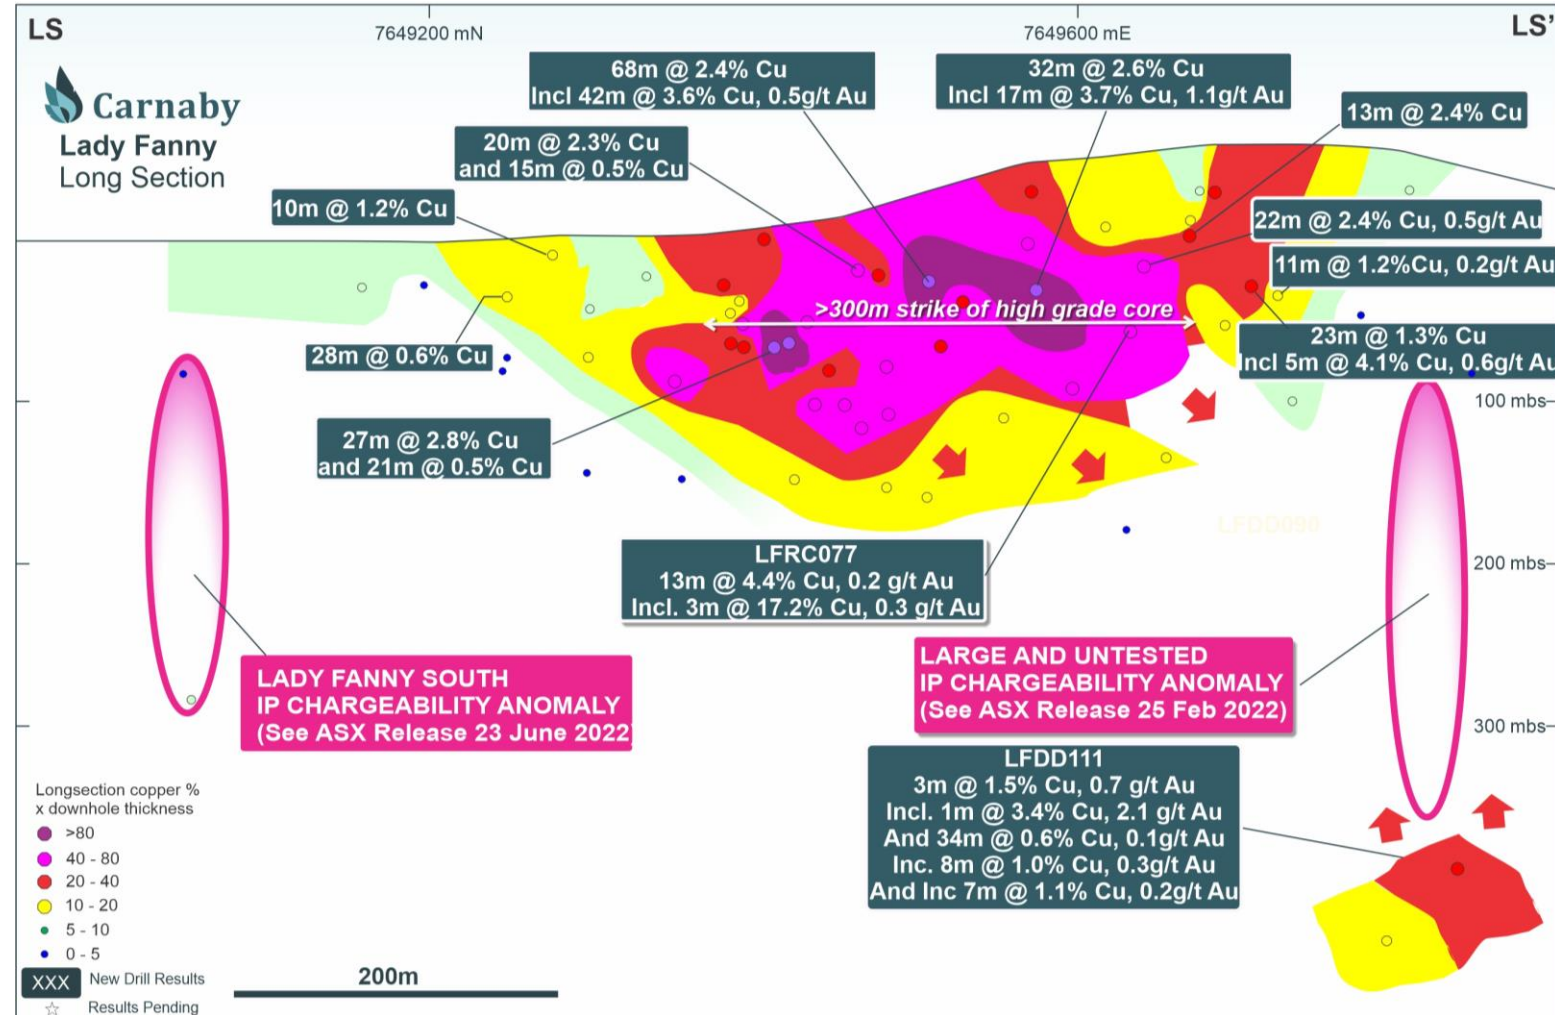 LS
7649200 mN
7649600 mE
LS'
Carnaby
Lady Fanny
Long Section
68m @ 2.4% Cu
Incl 42m @ 3.6% Cu, 0.5g/t Au
32m @ 2.6% Cu
Incl 17m @ 3.7% Cu, 1.1g/t Au
13m @ 2.4% Cu
20m @ 2.3% Cu
and 15m @ 0.5% Cu
10m @ 1.2% Cu
22m @ 2.4% Cu, 0.5g/t Au
11m @ 1.2%Cu, 0.2g/t Au
>300m strike of high grade core
28m @ 0.6% Cu
23m @ 1.3% Cu
Incl 5m @ 4.1% Cu, 0.6g/t Au
100 mbs
27m @ 2.8% Cu
and 21m @ 0.5% Cu
LFDD090
LFRC077
13m @ 4.4% Cu, 0.2 g/t Au
Incl. 3m @ 17.2% Cu, 0.3 g/t Au
200 mbs
LADY FANNY SOUTH
IP CHARGEABILITY ANOMALY
(See ASX Release 23 June 2022
LARGE AND UNTESTED
IP CHARGEABILITY ANOMALY
(See ASX Release 25 Feb 2022)
300 mbs
LFDD111
3m @ 1.5% Cu, 0.7 g/t Au
Incl. 1m @ 3.4% Cu, 2.1 g/t Au
And 34m @ 0.6% Cu, 0.1g/t Au
Inc. 8m @ 1.0% Cu, 0.3g/t Au
And Inc 7m @ 1.1% Cu, 0.2g/t Au
Longsection copper %
x downhole thickness
>80
40 - 80
20 - 40
10 - 20
5 - 10
0 - 5
XXX New Drill Results
Results Pending
200m